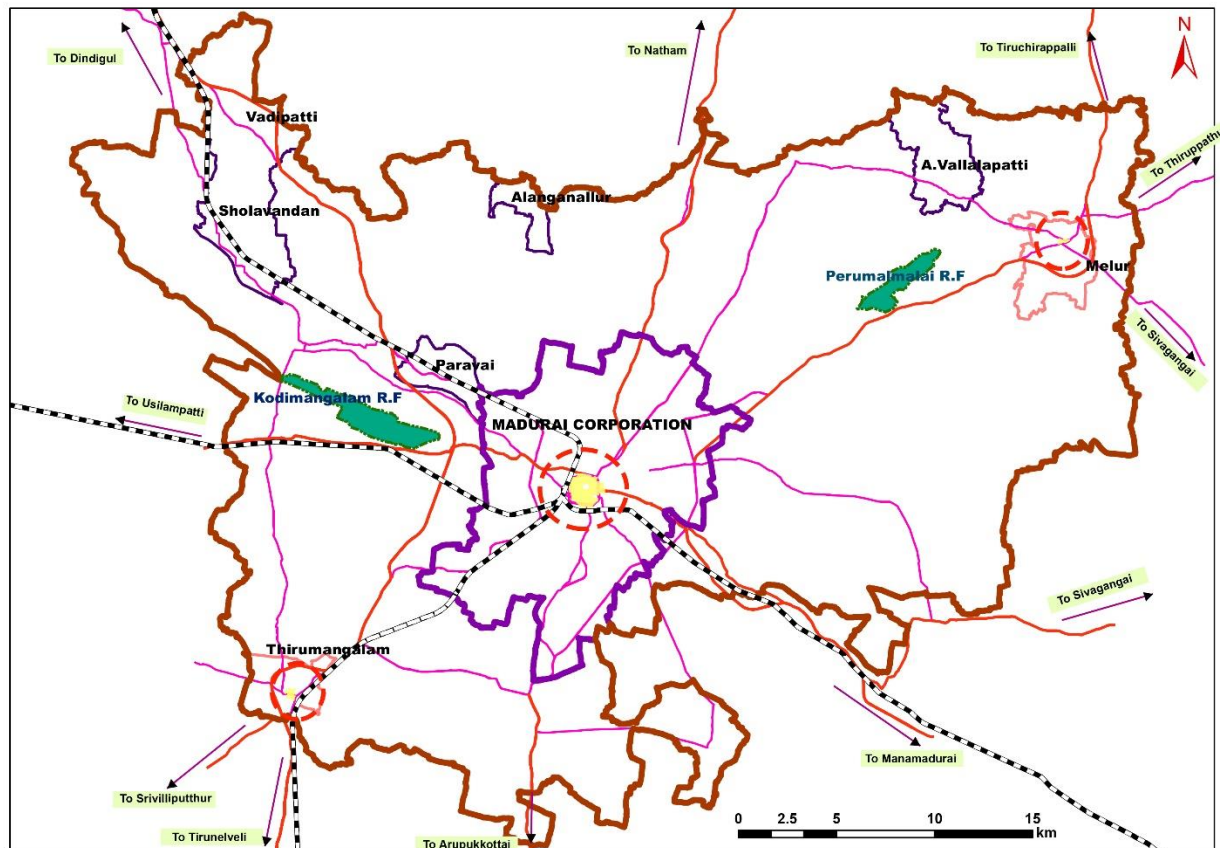 To Natham
To Tiruchirappalli
N
To Dindigul
Vadipatti
To Thiruppathu
A.Vallalapatti
Alanganallur
Sholavandan
Melur
Perumalmalai R.F
To Sivagangai
Paravai
Kodimangalam R.F
To Usilampatti
MADURAI CORPORATION
To Sivagangai
Thirumangalam
To Manamadurai
To Srivilliputthur
To Tirunelveli
To Arupukkottai
0 2.5 5 10 15
km